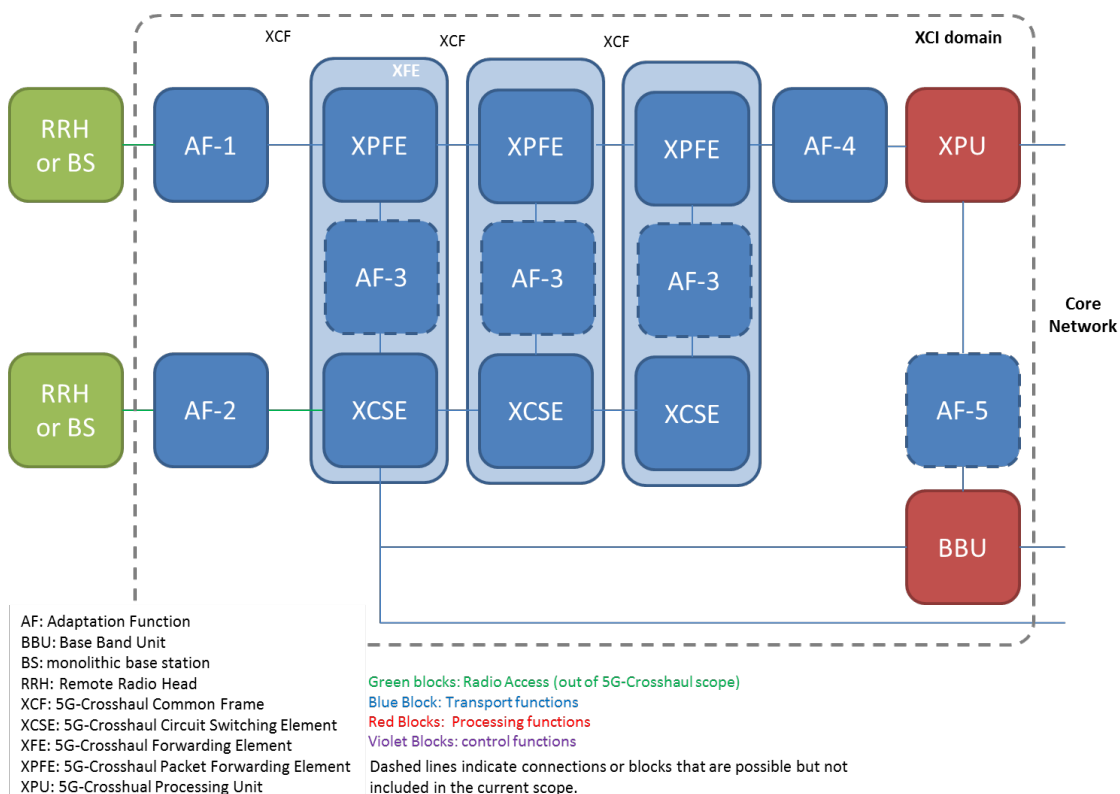 XCF
XCF
XCF
XCI domain
XFE
RRH
or BS
AF-1
XPFE
XPFE
XPFE
AF-4
XPU
AF-3
AF-3
AF-3
Core
Network
RRH
or BS
AF-2
XCSE
XCSE
XCSE
AF-5
BBU
AF: Adaptation Function
BBU: Base Band Unit
BS: monolithic base station
RRH: Remote Radio Head
XCF: 5G-Crosshaul Common Frame
XCSE: 5G-Crosshaul Circuit Switching Element
XFE: 5G-Crosshaul Forwarding Element
XPFE: 5G-Crosshaul Packet Forwarding Element
XPU: 5G-Crosshual Processing Unit
Green blocks: Radio Access (out of 5G-Crosshaul scope)
Blue Block: Transport functions
Red Blocks: Processing functions
Violet Blocks: control functions
Dashed lines indicate connections or blocks that are possible but not
included in the current scope.